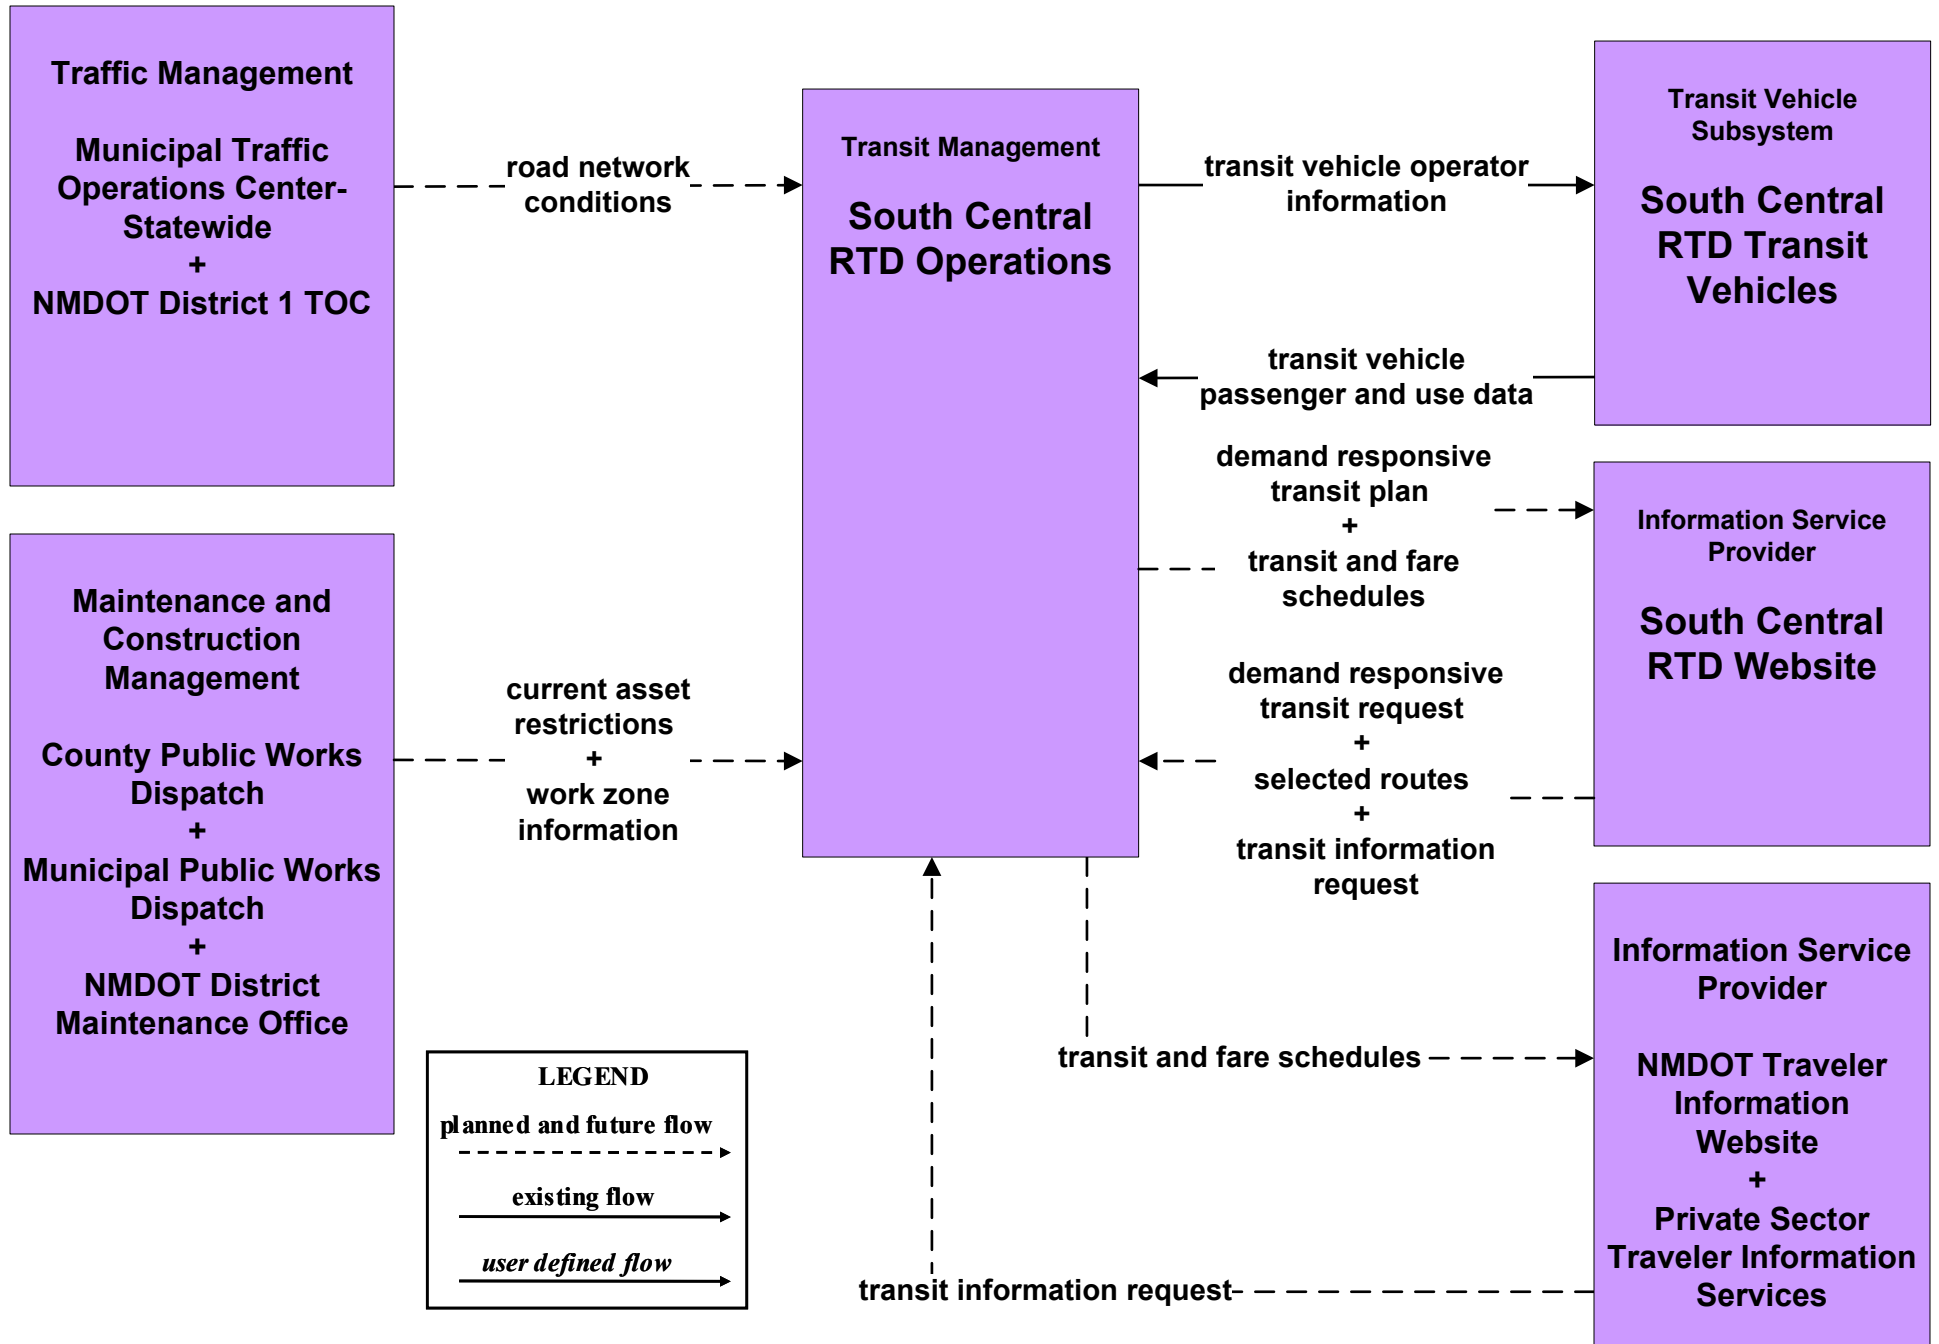 Traffic Management
Municipal Traffic
Operations Center-
Statewide
+
NMDOT District 1 TOC
road network
conditions
Transit Management
South Central
RTD Operations
transit vehicle operator
information
Transit Vehicle
Subsystem
South Central
RTD Transit
Vehicles
transit vehicle
passenger and use data
demand responsive
transit plan
+
transit and fare
schedules
Information Service
Provider
South Central
RTD Website
Maintenance and
Construction
Management
County Public Works
Dispatch
+
Municipal Public Works
Dispatch
+
NMDOT District
Maintenance Office
current asset
restrictions
+
work zone
information
demand responsive
transit request
+
selected routes
+
transit information
request
Information Service
Provider
NMDOT Traveler
Information
Website
+
Private Sector
Traveler Information
Services
transit and fare schedules
transit information request
LEGEND
planned and future flow
existing flow
user defined flow